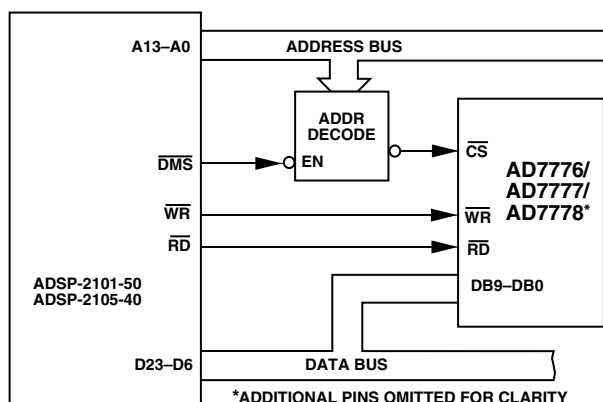 A13–A0
ADDRESS BUS
ADDR
DECODE
DMS
EN
CS
AD7776/
AD7777/
AD7778*
WR
WR
RD
RD
ADSP-2101-50
ADSP-2105-40
DB9–DB0
D23–D6
DATA BUS
*ADDITIONAL PINS OMITTED FOR CLARITY